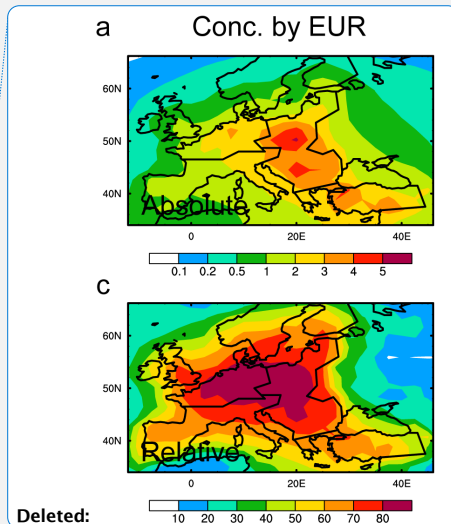 a Conc. by EUR
60N
50N
40N
Absolute
0 20E 40E
0.1 0.2 0.5 1 2 3 4 5
c
60N
50N
40N
Relative
0 20E 40E
Deleted:
10 20 30 40 50 60 70 80